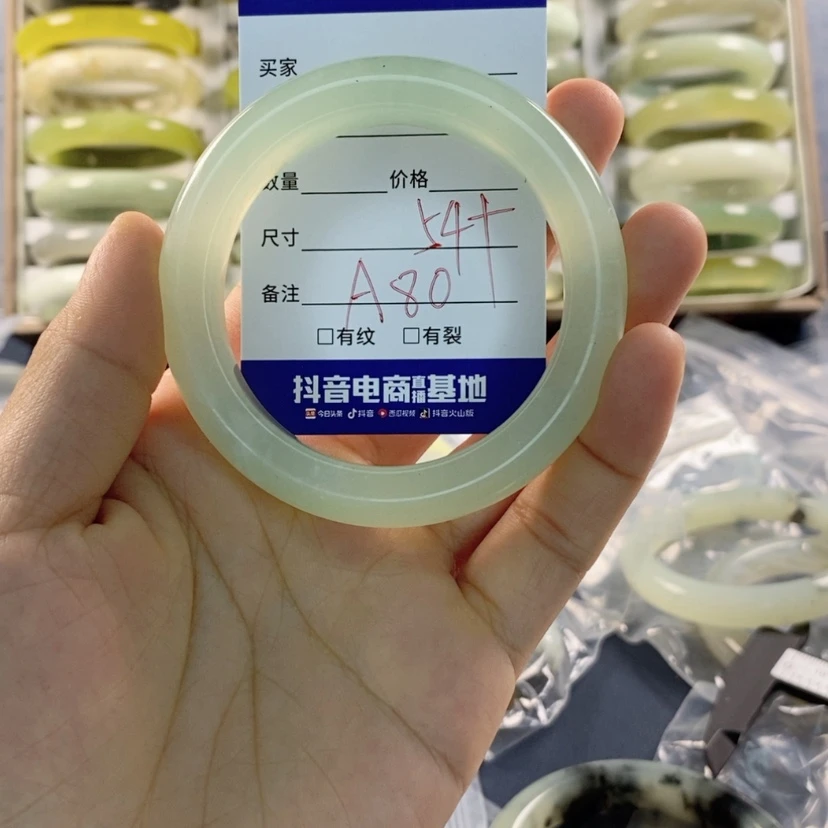 买家
数量 价格
尺寸 54+
备注 A80
□有纹 □有裂
抖音电商直播基地
今日头条 抖音 西瓜视频 抖音火山版